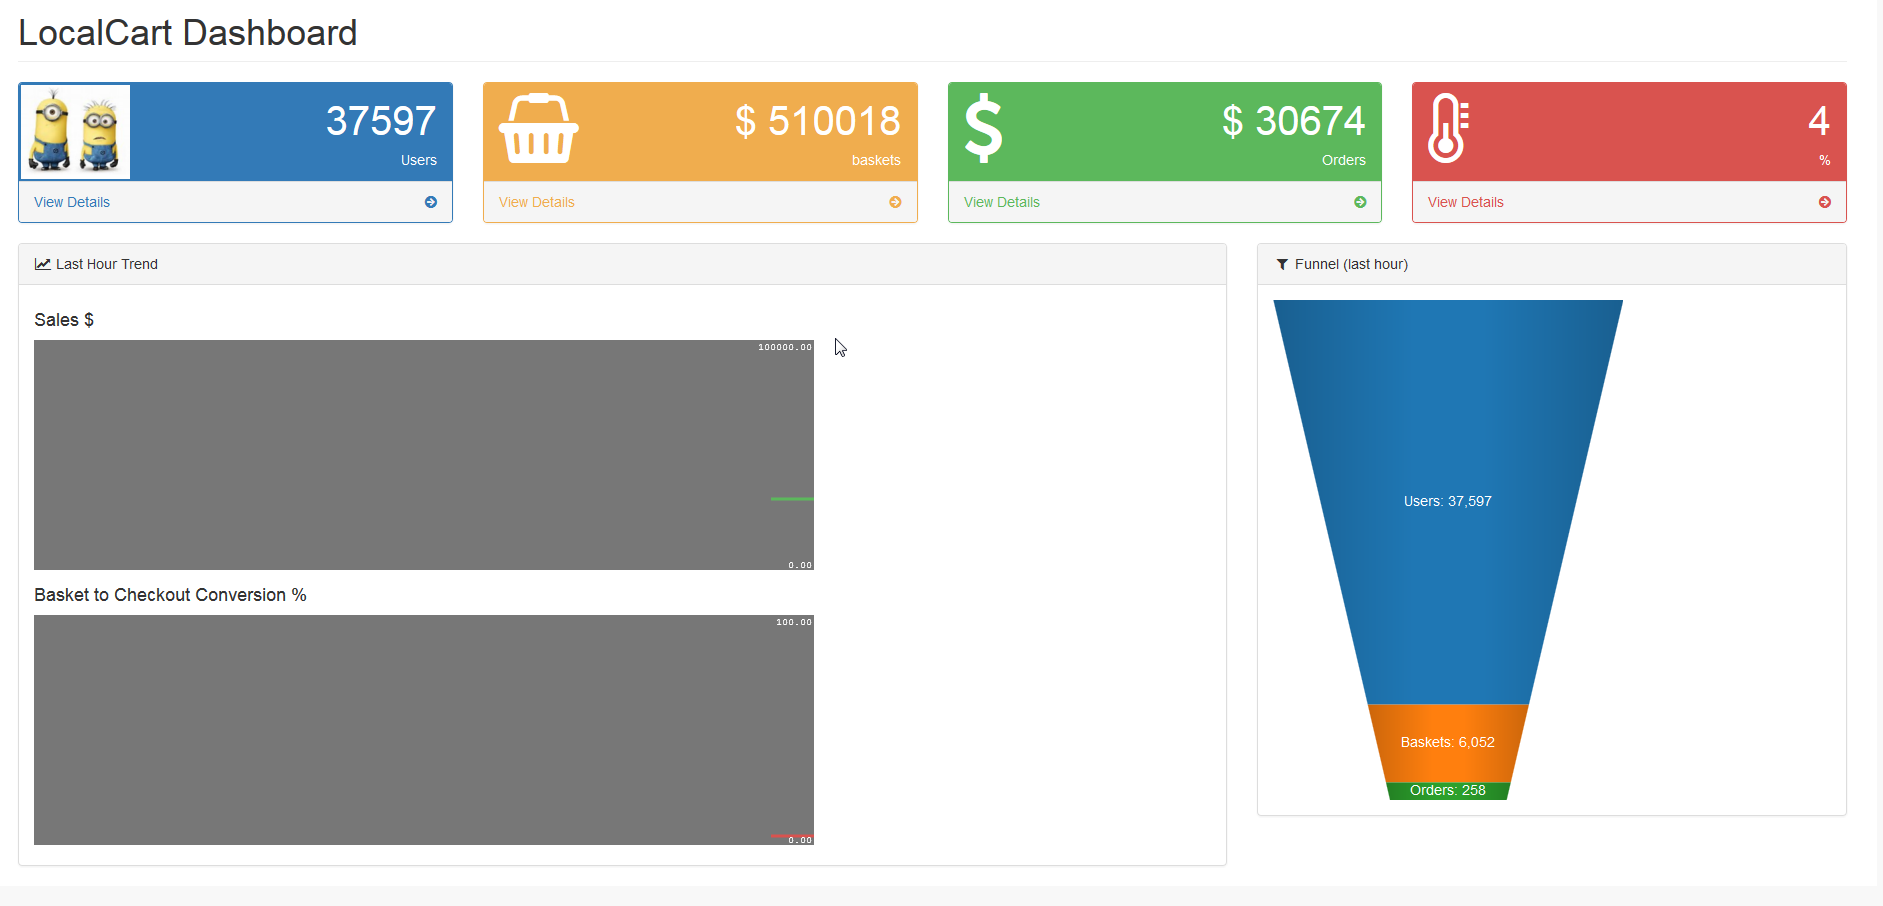 LocalCart Dashboard
37597
Users
View Details
$ 510018
baskets
View Details
$ 30674
Orders
View Details
4
%
View Details
Last Hour Trend
Sales $
100000.00
0.00
Basket to Checkout Conversion %
100.00
0.00
Funnel (last hour)
Users: 37,597
Baskets: 6,052
Orders: 258